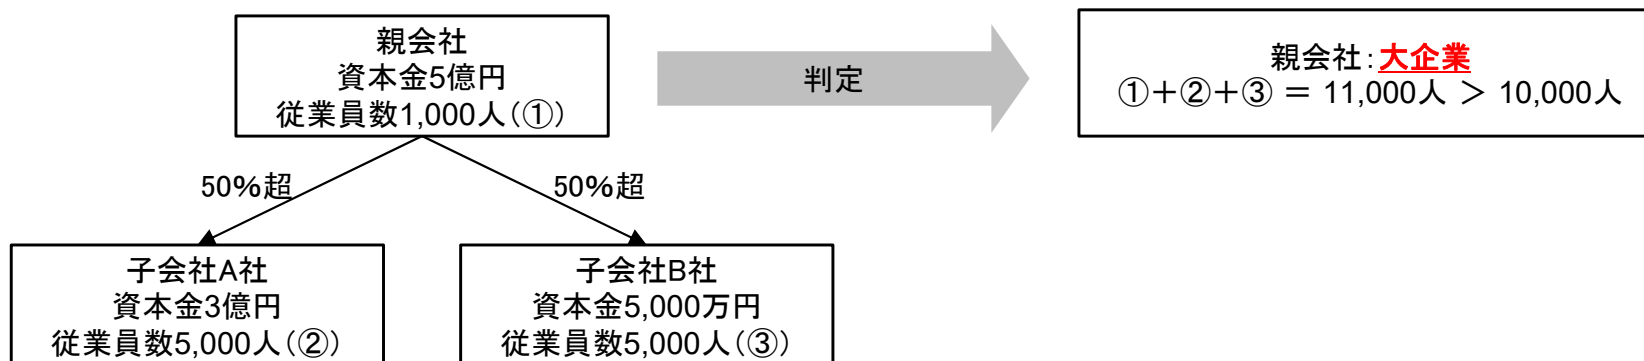 親会社
資本金5億円
従業員数1,000人(①)
判定
親会社:大企業
①+②+③ = 11,000人 > 10,000人
50%超
50%超
子会社A社
資本金3億円
従業員数5,000人(②)
子会社B社
資本金5,000万円
従業員数5,000人(③)